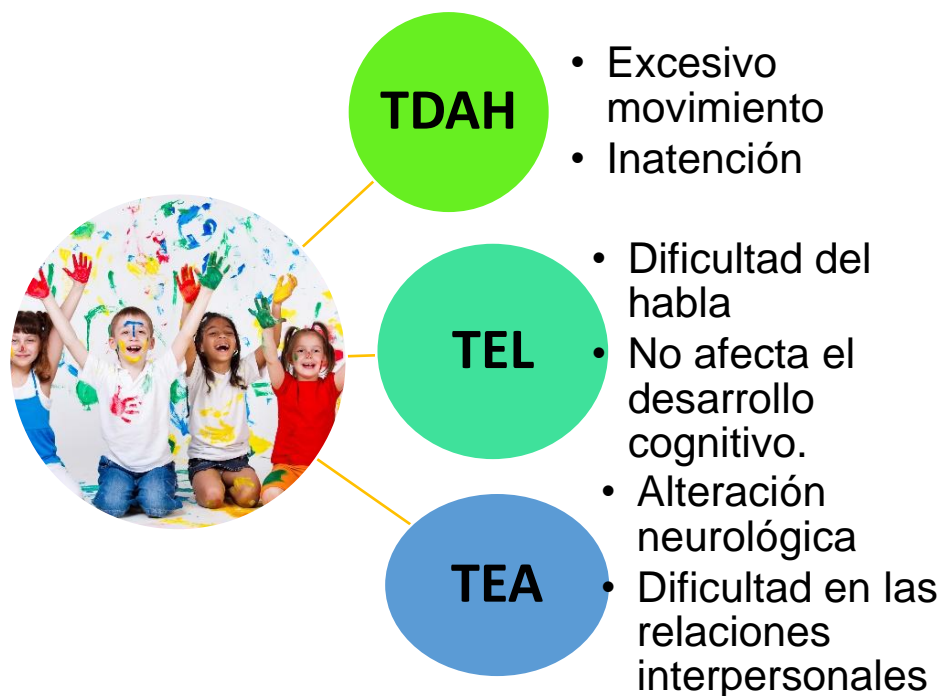 TDAH
• Excesivo
movimiento
• Inatención
TEL
• Dificultad del
habla
• No afecta el
desarrollo
cognitivo.
TEA
• Alteración
neurológica
• Dificultad en las
relaciones
interpersonales